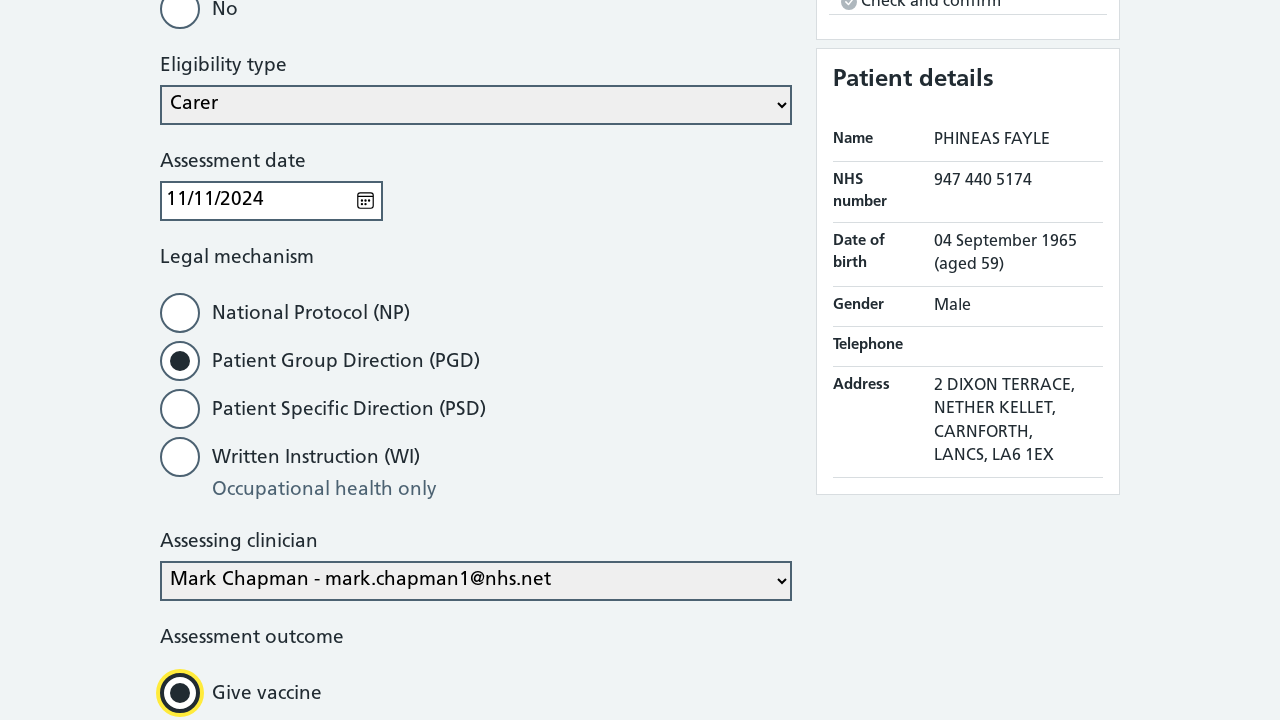 No
Eligibility type
Carer
Assessment date
11/11/2024
Legal mechanism
National Protocol (NP)
Patient Group Direction (PGD)
Patient Specific Direction (PSD)
Written Instruction (WI)
Occupational health only
Assessing clinician
Mark Chapman - mark.chapman1@nhs.net
Assessment outcome
Give vaccine
Check and confirm
Patient details
Name PHINEAS FAYLE
NHS number 947 440 5174
Date of birth 04 September 1965 (aged 59)
Gender Male
Telephone
Address 2 DIXON TERRACE,
NETHER KELLET,
CARNFORTH,
LANCS, LA6 1EX